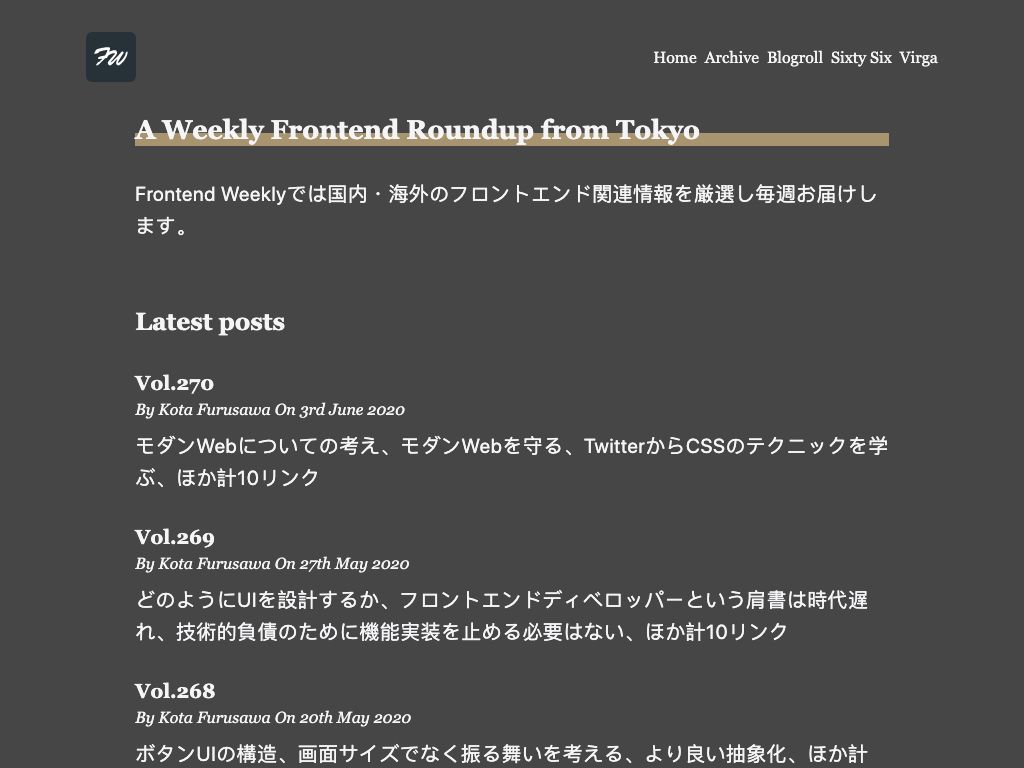 FW
Home Archive Blogroll Sixty Six Virga
A Weekly Frontend Roundup from Tokyo
Frontend Weeklyでは国内・海外のフロントエンド関連情報を厳選し毎週お届けし
ます。
Latest posts
Vol.270
By Kota Furusawa On 3rd June 2020
モダンWebについての考え、モダンWebを守る、TwitterからCSSのテクニックを学
ぶ、ほか計10リンク
Vol.269
By Kota Furusawa On 27th May 2020
どのようにUIを設計するか、フロントエンドディベロッパーという肩書は時代遅
れ、技術的負債のために機能実装を止める必要はない、ほか計10リンク
Vol.268
By Kota Furusawa On 20th May 2020
ボタンUIの構造、画面サイズでなく振る舞いを考える、より良い抽象化、ほか計